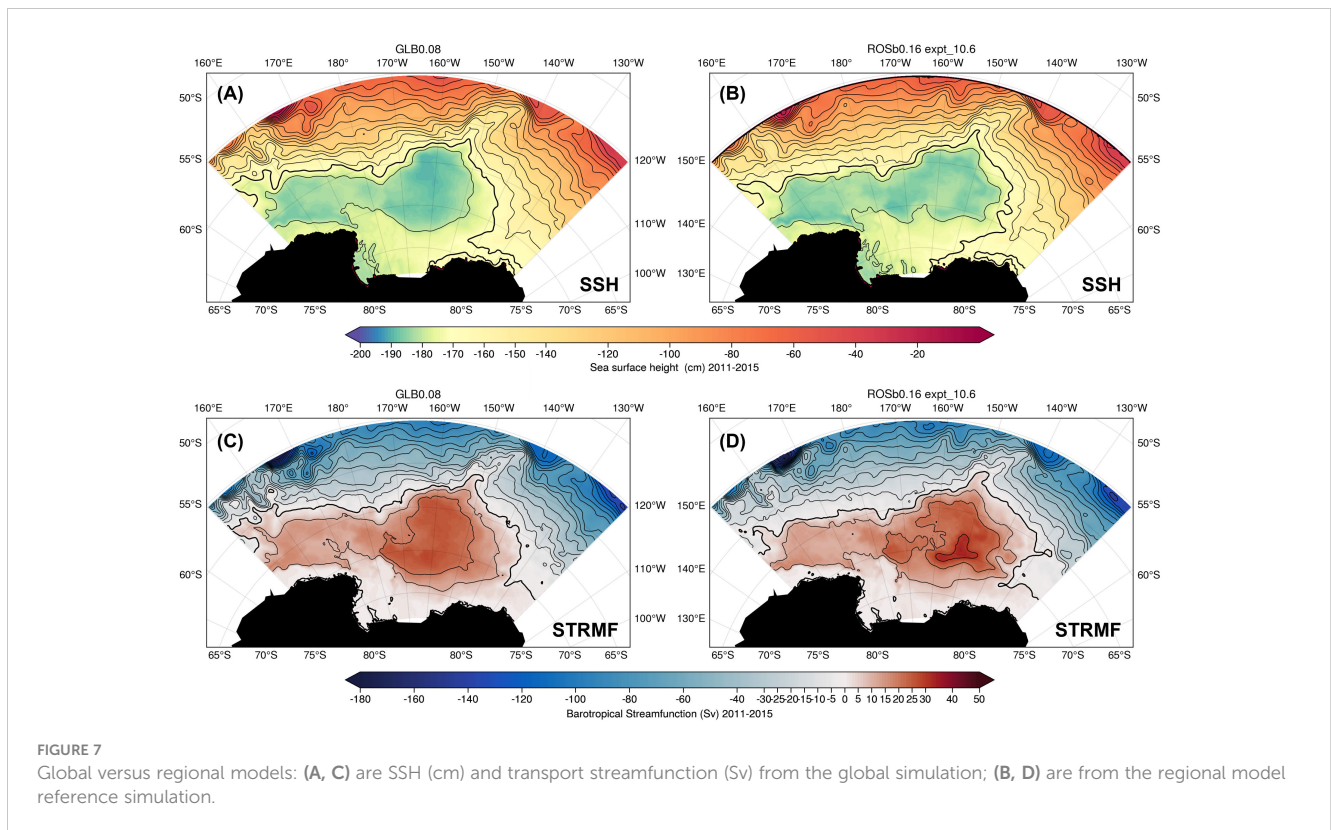 GLB0.08
ROSb0.16 expt_10.6
160°E 170°E 180° 170°W 160°W 150°W 140°W 130°W
160°E 170°E 180° 170°W 160°W 150°W 140°W 130°W
(A)
(B)
50°S
50°S
55°S 120°W 150°E 55°S
60°S 110°W 140°E 60°S
100°W 130°E
SSH
SSH
65°S 70°S 75°S 80°S 80°S 75°S 70°S 65°S
65°S 70°S 75°S 80°S 80°S 75°S 70°S 65°S
-200 -190 -180 -170 -160 -150 -140 -120 -100 -80 -60 -40 -20
Sea surface height (cm) 2011-2015
GLB0.08
ROSb0.16 expt_10.6
160°E 170°E 180° 170°W 160°W 150°W 140°W 130°W
160°E 170°E 180° 170°W 160°W 150°W 140°W 130°W
(C)
(D)
50°S
50°S
55°S 120°W 150°E 55°S
60°S 110°W 140°E 60°S
100°W 130°E
STRMF
STRMF
65°S 70°S 75°S 80°S 80°S 75°S 70°S 65°S
65°S 70°S 75°S 80°S 80°S 75°S 70°S 65°S
-180 -160 -140 -120 -100 -80 -60 -40 -30 -25 -20 -15 -10 -5 0 5 10 15 20 25 30 40 50
Barotropical Streamfunction (Sv) 2011-2015
FIGURE 7
Global versus regional models: (A, C) are SSH (cm) and transport streamfunction (Sv) from the global simulation; (B, D) are from the regional model
reference simulation.